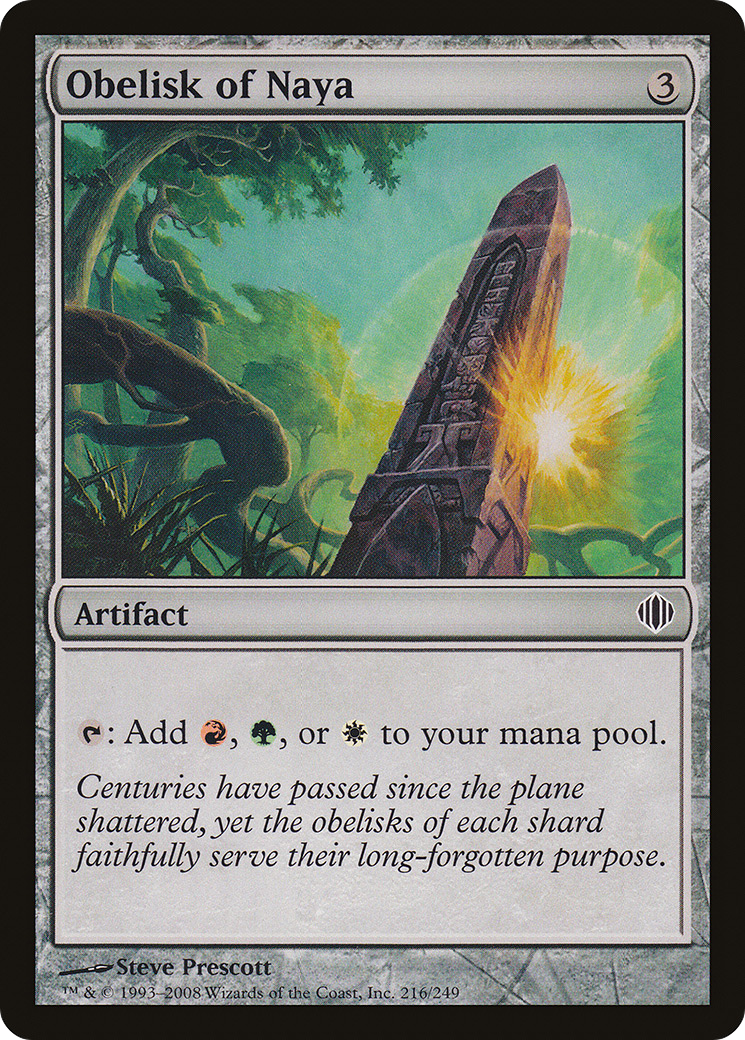 Obelisk of Naya
3
Artifact
: Add , , or to your mana pool.
Centuries have passed since the plane
shattered, yet the obelisks of each shard
faithfully serve their long-forgotten purpose.
Steve Prescott
™ & © 1993–2008 Wizards of the Coast, Inc. 216/249